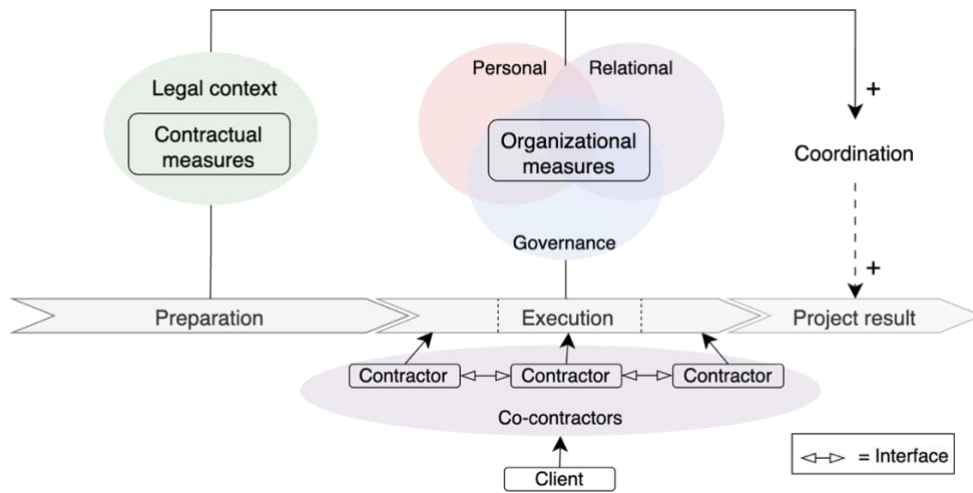 Personal Relational
Legal context
Contractual
measures
Organizational
measures
+
Coordination
Governance
+
Preparation Execution Project result
Contractor Contractor Contractor
Co-contractors
= Interface
Client